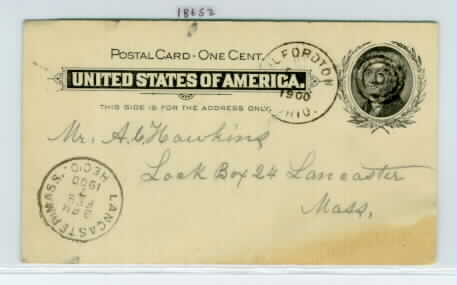 18652
POSTAL CARD - ONE CENT.
UNITED STATES OF AMERICA.
THIS SIDE IS FOR THE ADDRESS ONLY.
1900
OHIO.
Mr. A. C. Hawkins
Lock Box 24 Lancaster
Mass.
LANCASTER MASS.
FEB
1900
REC'D.